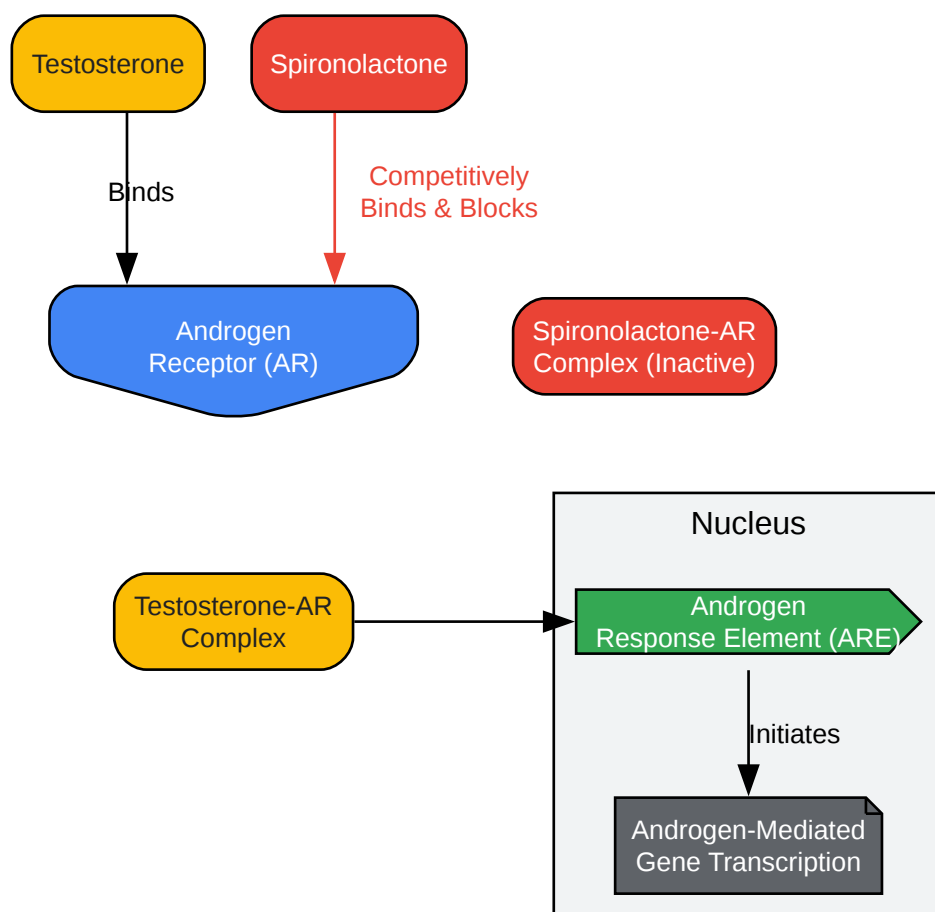 Testosterone
Spironolactone
Binds
Competitively
Binds & Blocks
Androgen
Receptor (AR)
Spironolactone-AR
Complex (Inactive)
Nucleus
Testosterone-AR
Complex
Androgen
Response Element (ARE)
Initiates
Androgen-Mediated
Gene Transcription